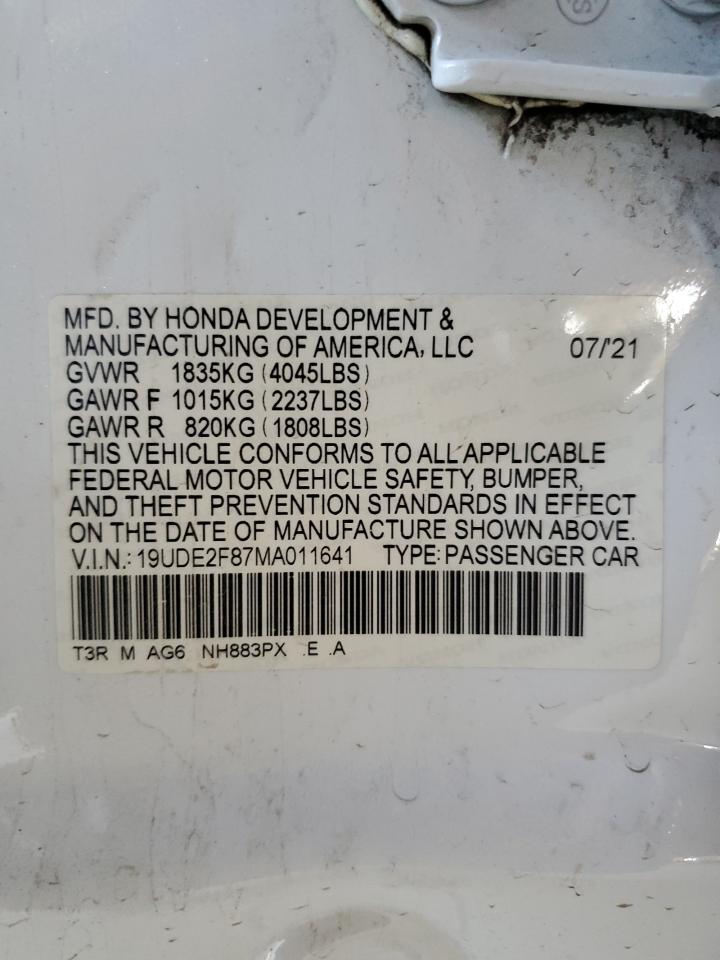 MFD. BY HONDA DEVELOPMENT &
MANUFACTURING OF AMERICA, LLC 07/'21
GVWR 1835KG (4045LBS)
GAWR F 1015KG (2237LBS)
GAWR R 820KG (1808LBS)
THIS VEHICLE CONFORMS TO ALL APPLICABLE
FEDERAL MOTOR VEHICLE SAFETY, BUMPER,
AND THEFT PREVENTION STANDARDS IN EFFECT
ON THE DATE OF MANUFACTURE SHOWN ABOVE.
V.I.N.: 19UDE2F87MA011641 TYPE: PASSENGER CAR
T3R M AG6 NH883PX .E .A